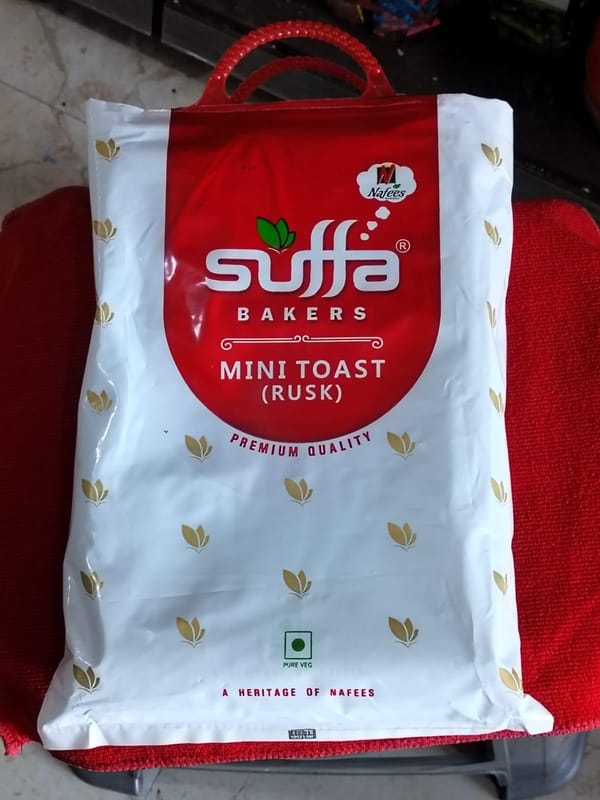 Nafees
suffa®
BAKERS
MINI TOAST
(RUSK)
PREMIUM QUALITY
PURE VEG
A HERITAGE OF NAFEES